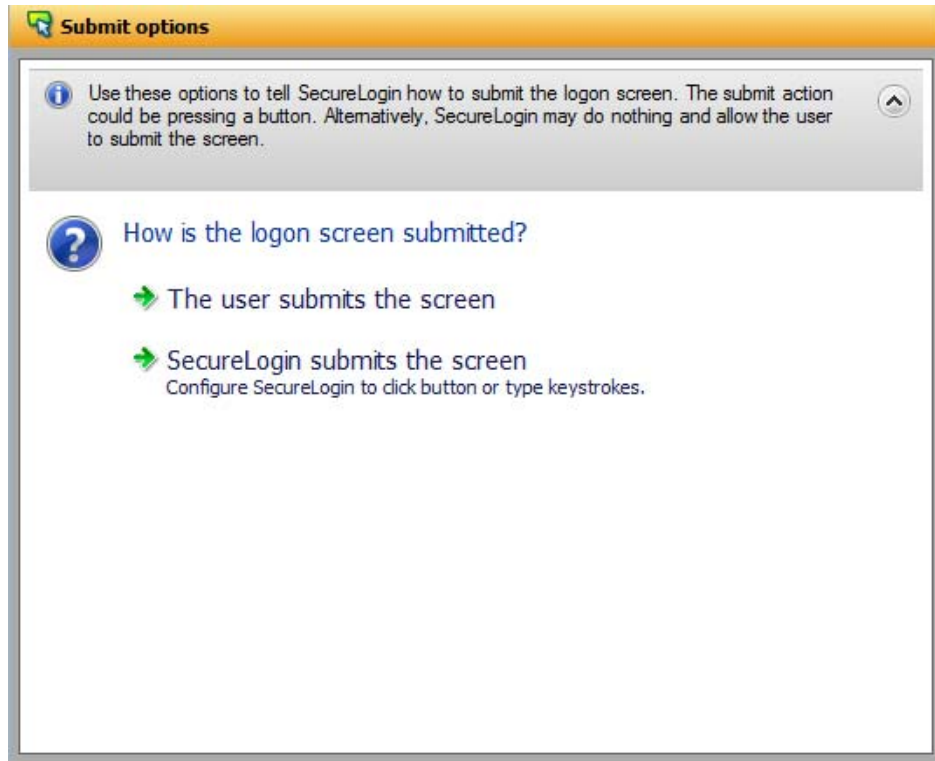 Submit options
Use these options to tell SecureLogin how to submit the logon screen. The submit action
could be pressing a button. Alternatively, SecureLogin may do nothing and allow the user
to submit the screen.
How is the logon screen submitted?
The user submits the screen
SecureLogin submits the screen
Configure SecureLogin to click button or type keystrokes.